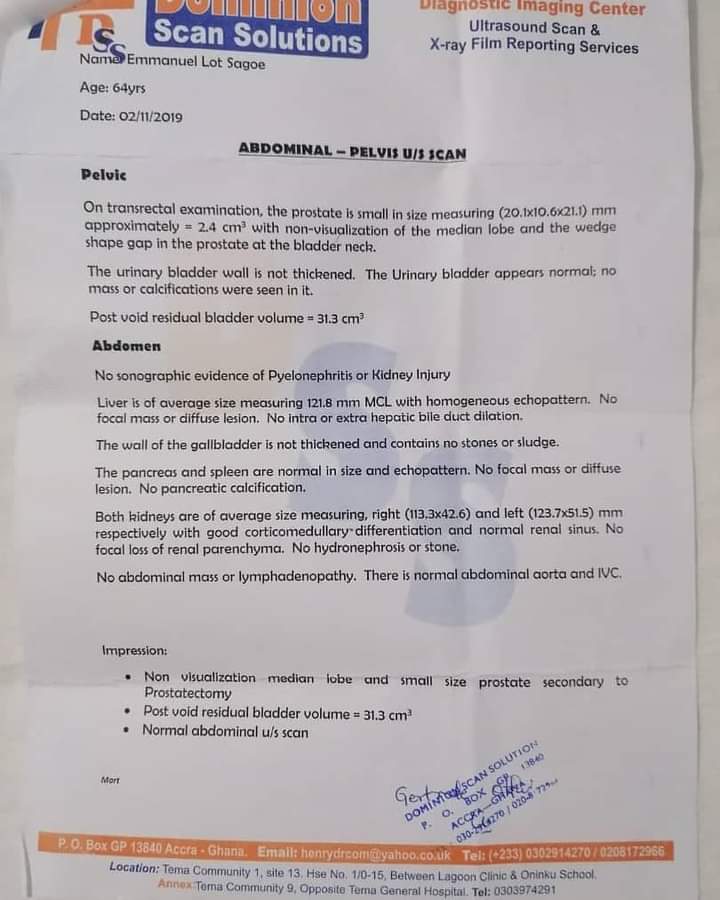 Dominion
Scan Solutions
DSS
Diagnostic Imaging Center
Ultrasound Scan &
X-ray Film Reporting Services
Name: Emmanuel Lot Sagoe
Age: 64yrs
Date: 02/11/2019
ABDOMINAL – PELVIS U/S SCAN
Pelvic
On transrectal examination, the prostate is small in size measuring (20.1x10.6x21.1) mm
approximately = 2.4 cm³ with non-visualization of the median lobe and the wedge
shape gap in the prostate at the bladder neck.
The urinary bladder wall is not thickened. The Urinary bladder appears normal; no
mass or calcifications were seen in it.
Post void residual bladder volume = 31.3 cm³
Abdomen
No sonographic evidence of Pyelonephritis or Kidney Injury
Liver is of average size measuring 121.8 mm MCL with homogeneous echopattern. No
focal mass or diffuse lesion. No intra or extra hepatic bile duct dilation.
The wall of the gallbladder is not thickened and contains no stones or sludge.
The pancreas and spleen are normal in size and echopattern. No focal mass or diffuse
lesion. No pancreatic calcification.
Both kidneys are of average size measuring, right (113.3x42.6) and left (123.7x51.5) mm
respectively with good corticomedullary differentiation and normal renal sinus. No
focal loss of renal parenchyma. No hydronephrosis or stone.
No abdominal mass or lymphadenopathy. There is normal abdominal aorta and IVC.
Impression:
• Non visualization median lobe and small size prostate secondary to
Prostatectomy
• Post void residual bladder volume = 31.3 cm³
• Normal abdominal u/s scan
Mort
DOMINION SCAN SOLUTION
P. O. BOX GP 13840
ACCRA - GHANA
P. O. Box GP 13840 Accra - Ghana. Email: henrydrcom@yahoo.co.uk Tel: (+233) 0302914270 / 0208172966
Location: Tema Community 1, site 13. Hse No. 1/0-15, Between Lagoon Clinic & Oninku School.
Annex: Tema Community 9, Opposite Tema General Hospital. Tel: 0303974291